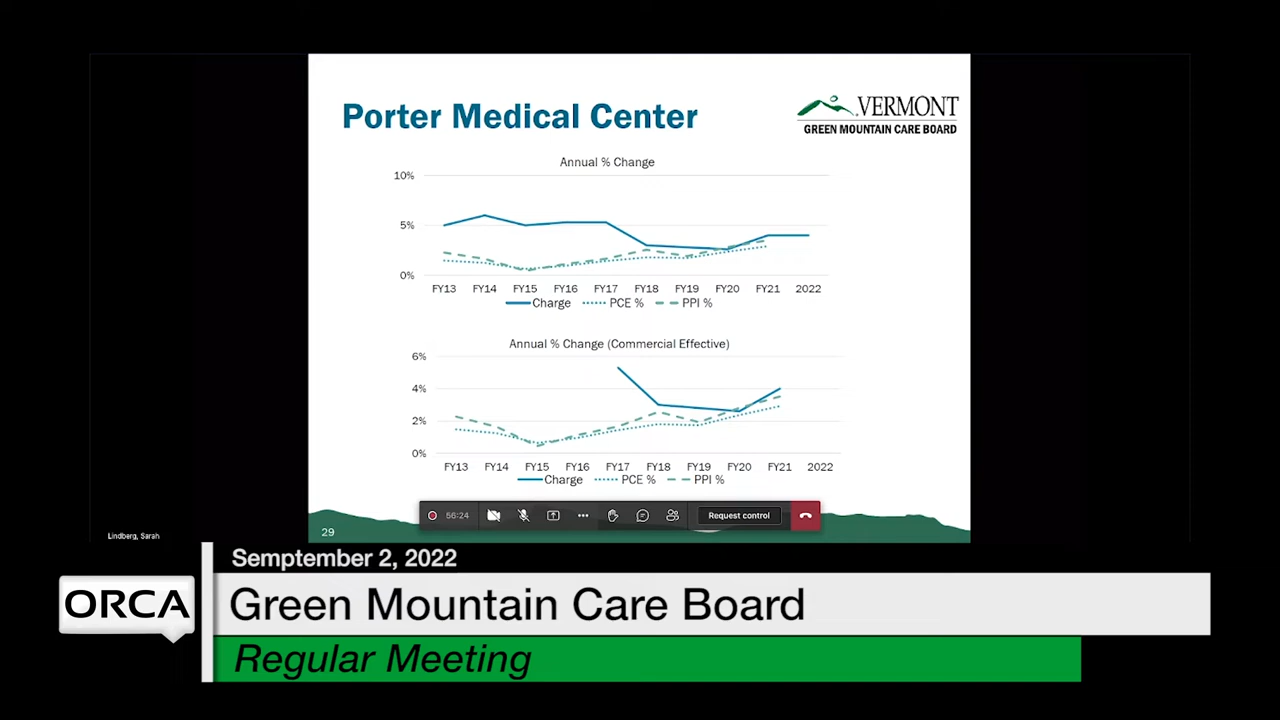 Porter Medical Center
VERMONT
GREEN MOUNTAIN CARE BOARD
Annual % Change
10%
5%
0%
FY13 FY14 FY15 FY16 FY17 FY18 FY19 FY20 FY21 2022
Charge PCE % PPI %
Annual % Change (Commercial Effective)
6%
4%
2%
0%
FY13 FY14 FY15 FY16 FY17 FY18 FY19 FY20 FY21 2022
Charge PCE % PPI %
56:24
Request control
29
Lindberg, Sarah
Semptember 2, 2022
ORCA
Green Mountain Care Board
Regular Meeting